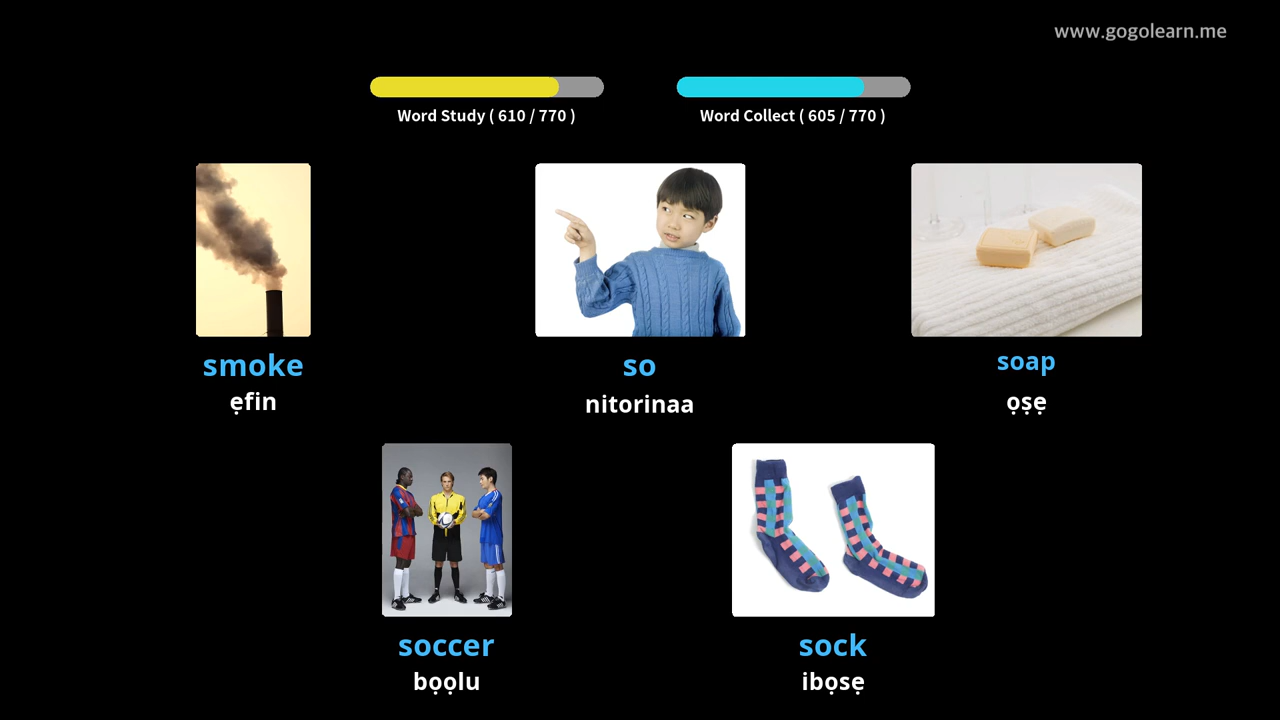 www.gogolearn.me
Word Study ( 610 / 770 )
Word Collect ( 605 / 770 )
smoke
ẹfin
so
nitorinaa
soap
ọṣẹ
soccer
bọọlu
sock
ibọsẹ